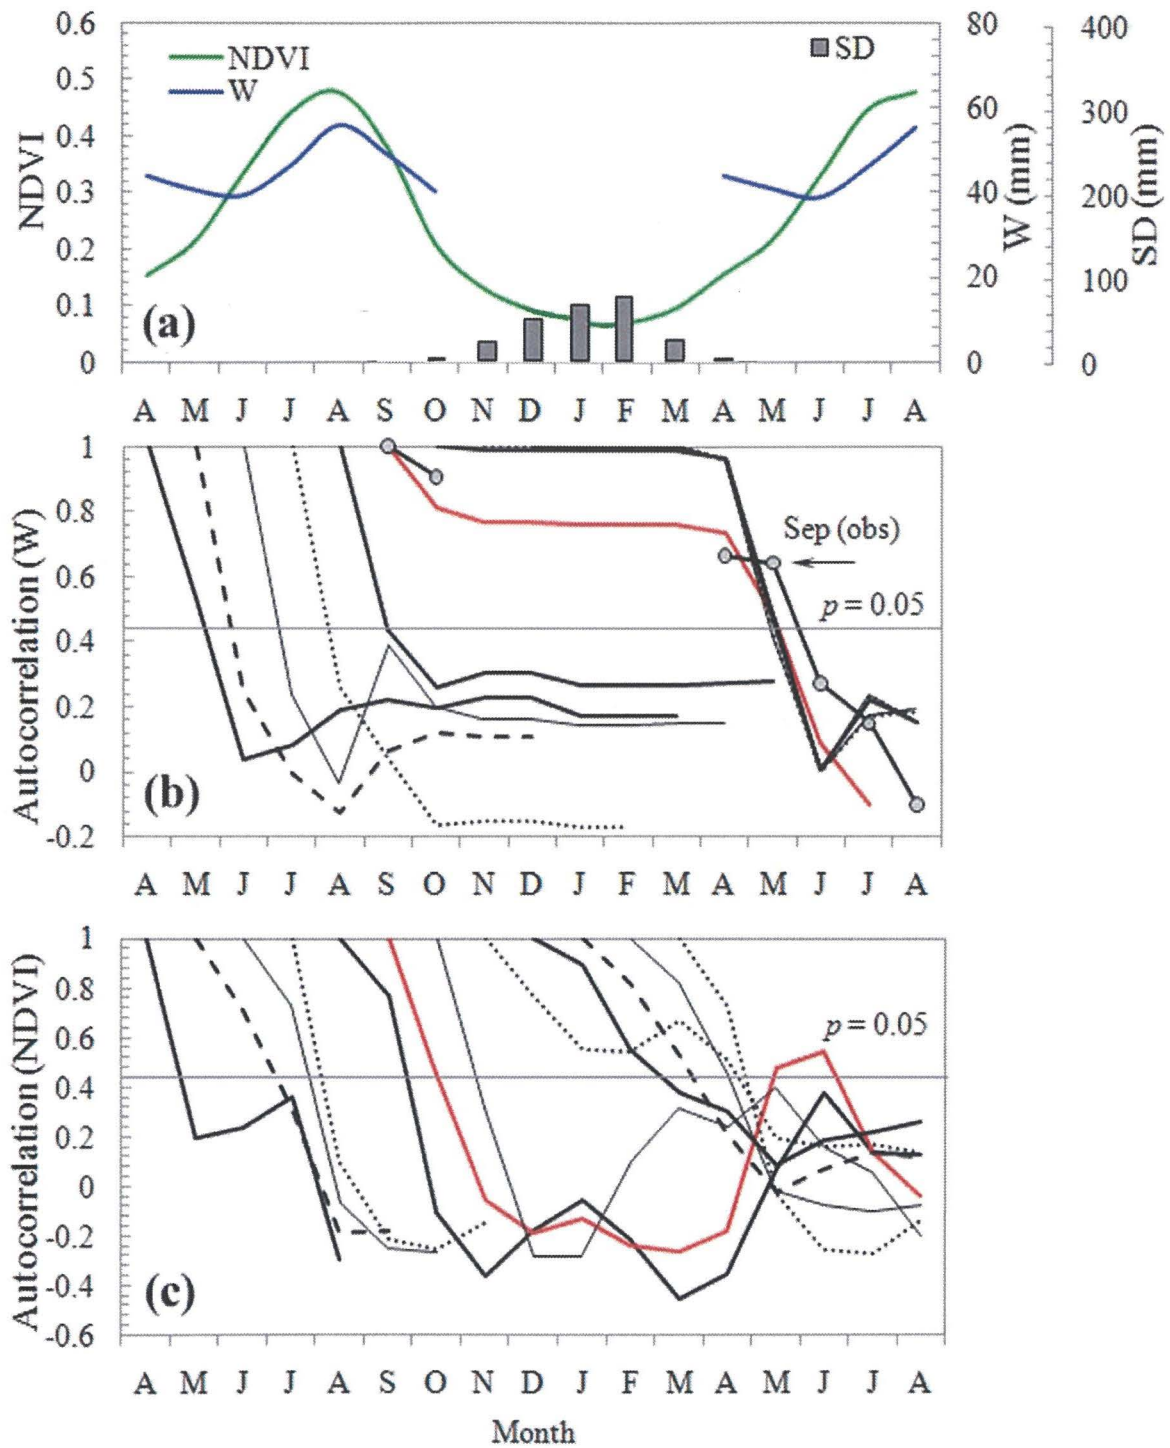 NDVI
W
SD
0.6
0.5
0.4
0.3
0.2
0.1
0
NDVI
(a)
80
60
40
20
0
W (mm)
400
300
200
100
0
SD (mm)
A M J J A S O N D J F M A M J J A
1
0.8
0.6
0.4
0.2
0
-0.2
Autocorrelation (W)
Sep (obs)
p = 0.05
(b)
A M J J A S O N D J F M A M J J A
1
0.8
0.6
0.4
0.2
0
-0.2
-0.4
-0.6
Autocorrelation (NDVI)
p = 0.05
(c)
A M J J A S O N D J F M A M J J A
Month